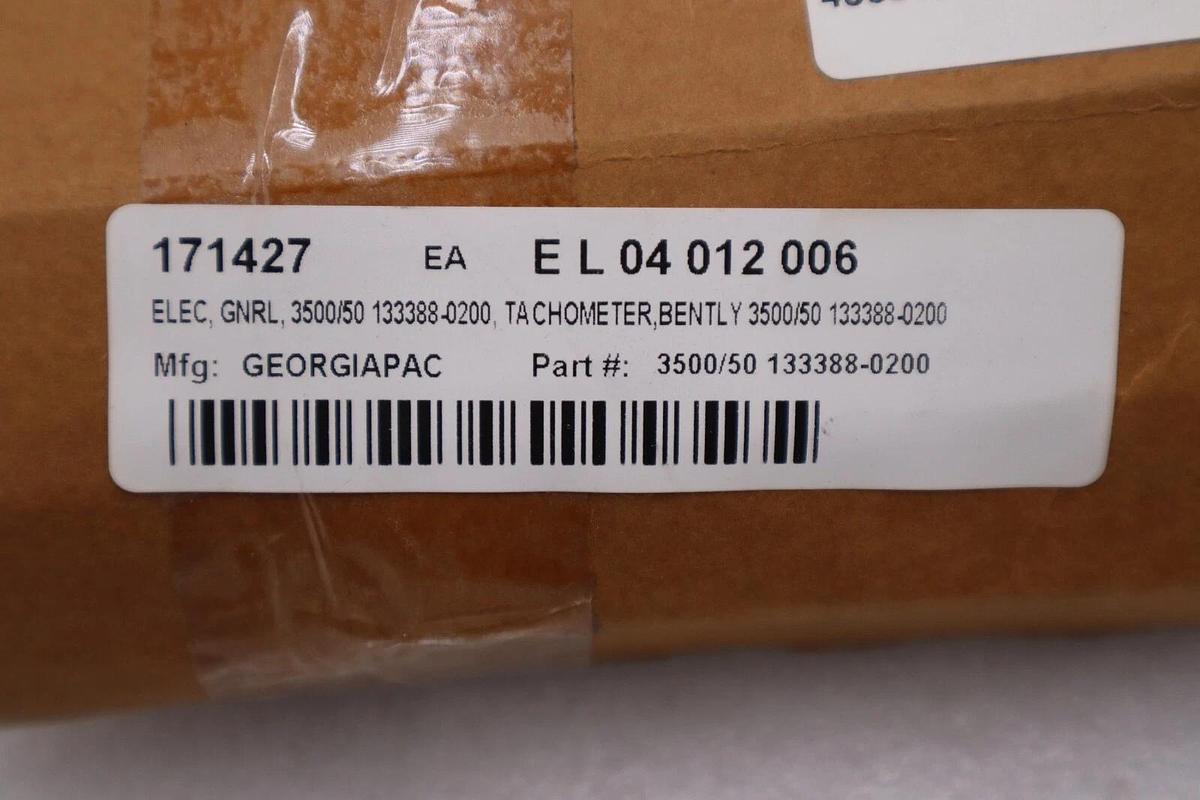 171427 EA E L 04 012 006
ELEC, GNRL, 3500/50 133388-0200, TACHOMETER,BENTLY 3500/50 133388-0200
Mfg: GEORGIAPAC Part #: 3500/50 133388-0200